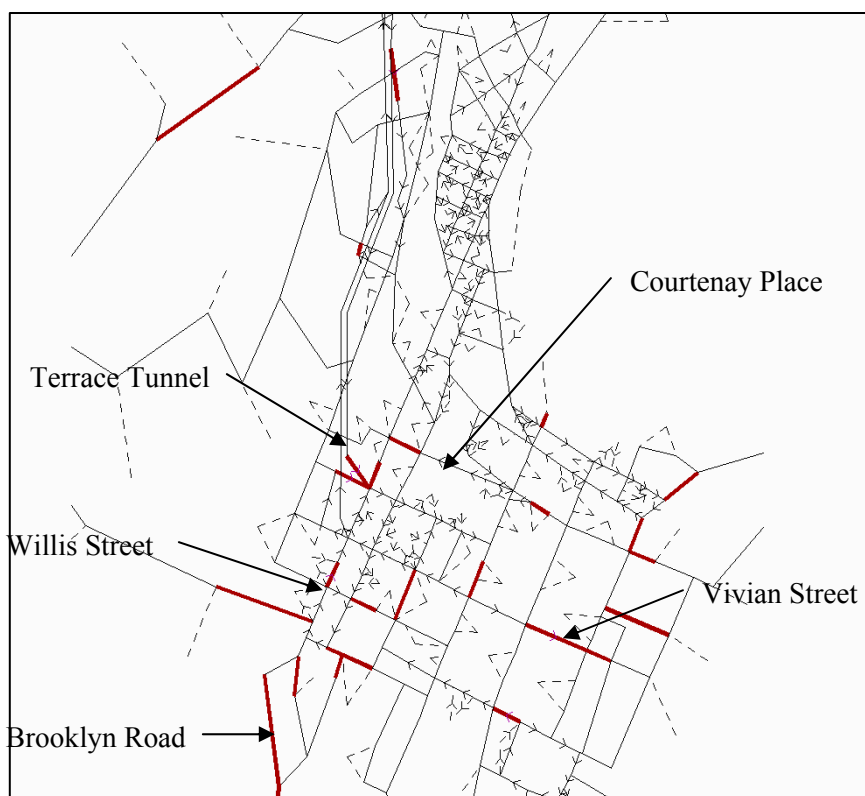 Courtenay Place
Terrace Tunnel
Willis Street
Vivian Street
Brooklyn Road